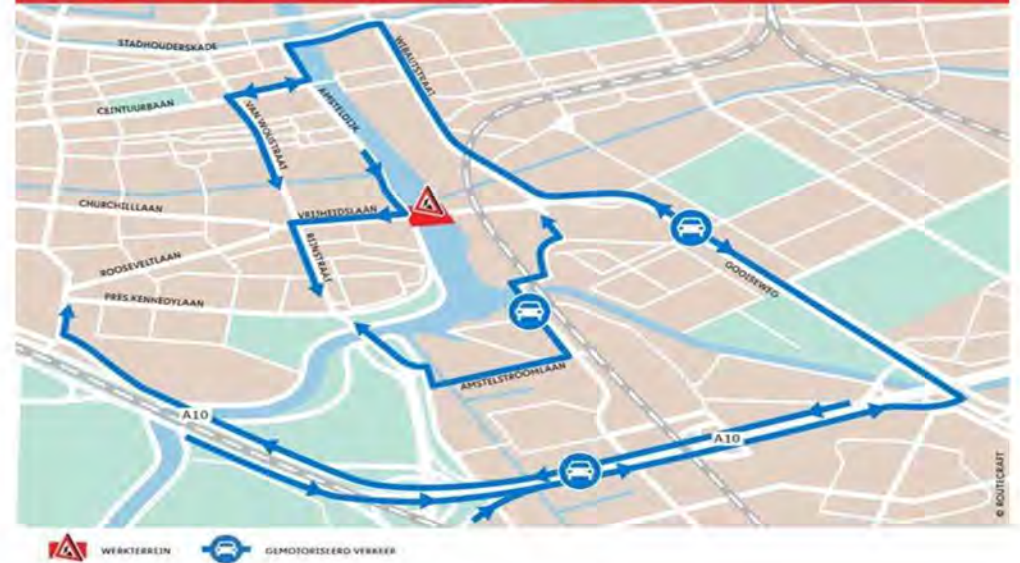 STADHOUDERSKADE
WIBAUTSTRAAT
CEINTUURBAAN
VAN WOUSTRAAT
AMSTELDIJK
CHURCHILLLAAN
VRIJHEIDSLAAN
RIJNSTRAAT
ROOSEVELTLAAN
PRES. KENNEDYLAAN
GOOISEWEG
AMSTELSTROOMLAAN
A10
A10
© ROUTECRAFT
WERKTERREIN
GEMOTORISEERD VERKEER